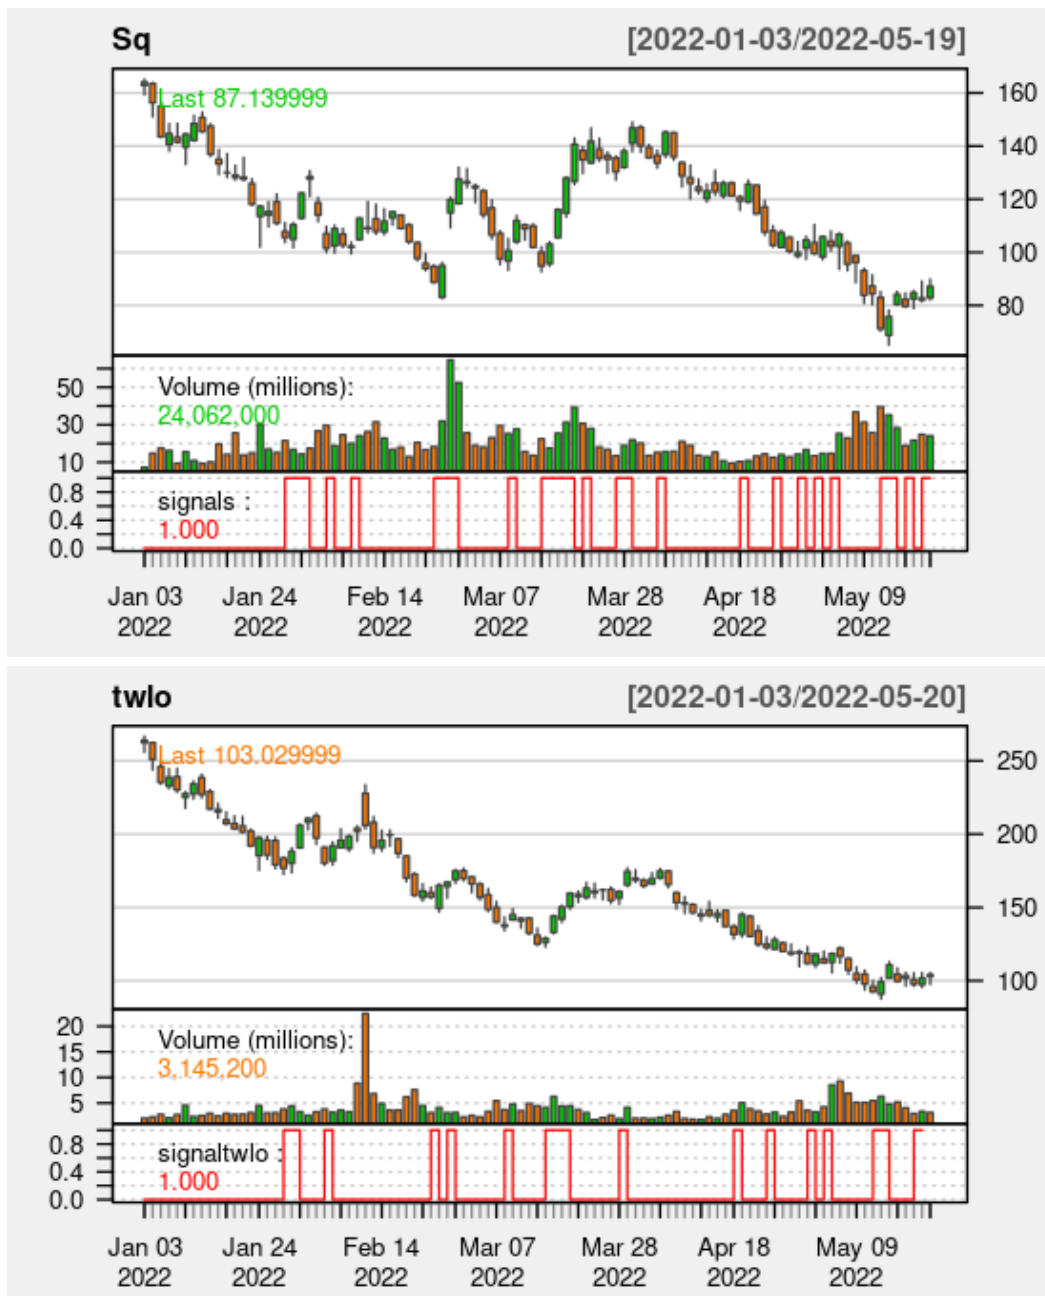 Sq [2022-01-03/2022-05-19]
Last 87.139999
160
140
120
100
80
Volume (millions):
24,062,000
50
30
10
signals :
1.000
0.8
0.4
0.0
Jan 03 Jan 24 Feb 14 Mar 07 Mar 28 Apr 18 May 09
2022 2022 2022 2022 2022 2022 2022
twlo [2022-01-03/2022-05-20]
Last 103.029999
250
200
150
100
Volume (millions):
3,145,200
20
15
10
5
signaltwlo :
1.000
0.8
0.4
0.0
Jan 03 Jan 24 Feb 14 Mar 07 Mar 28 Apr 18 May 09
2022 2022 2022 2022 2022 2022 2022